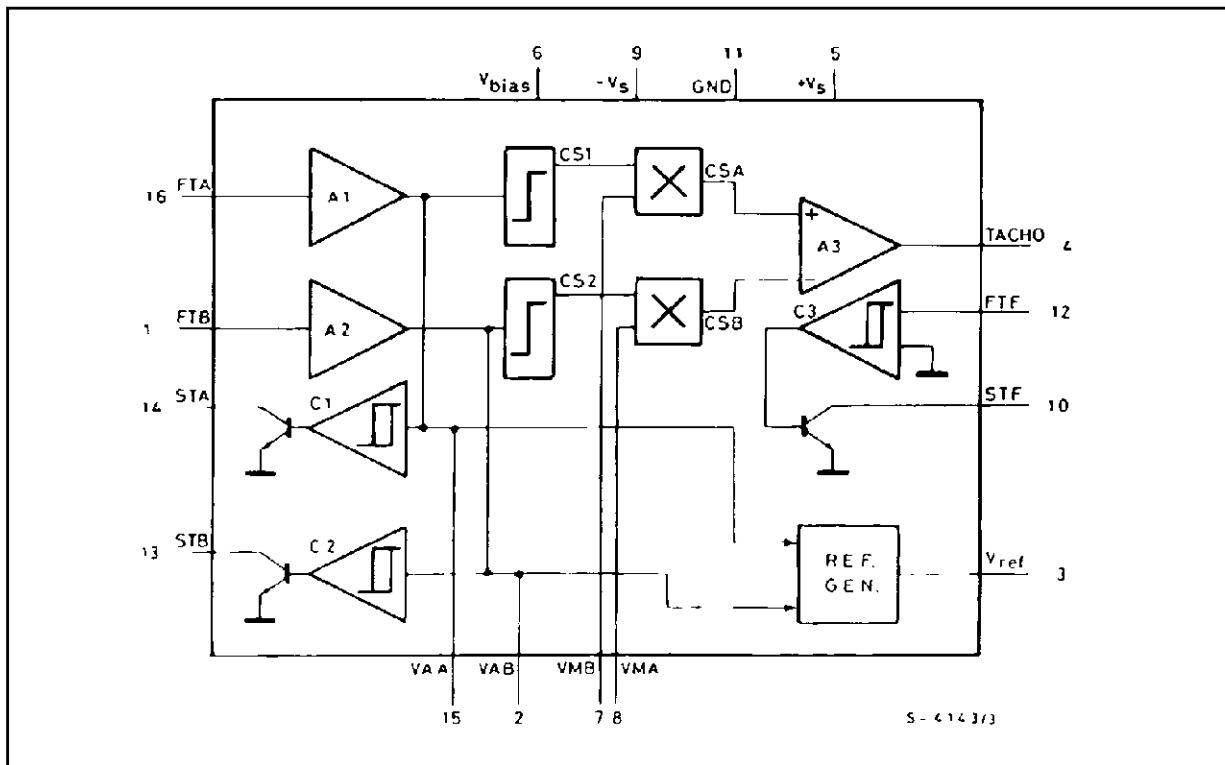 6 9 11 5
Vbias -Vs GND +Vs
CS1
CSA
16 FTA A1
+
A3 TACHO 4
CS2
CSB
1 FTB A2
C3 FTF 12
14 STA C1
STF 10
13 STB C2
REF. GEN.
Vref 3
VAA VAB VMB VMA
15 2 7 8
S-4143/3